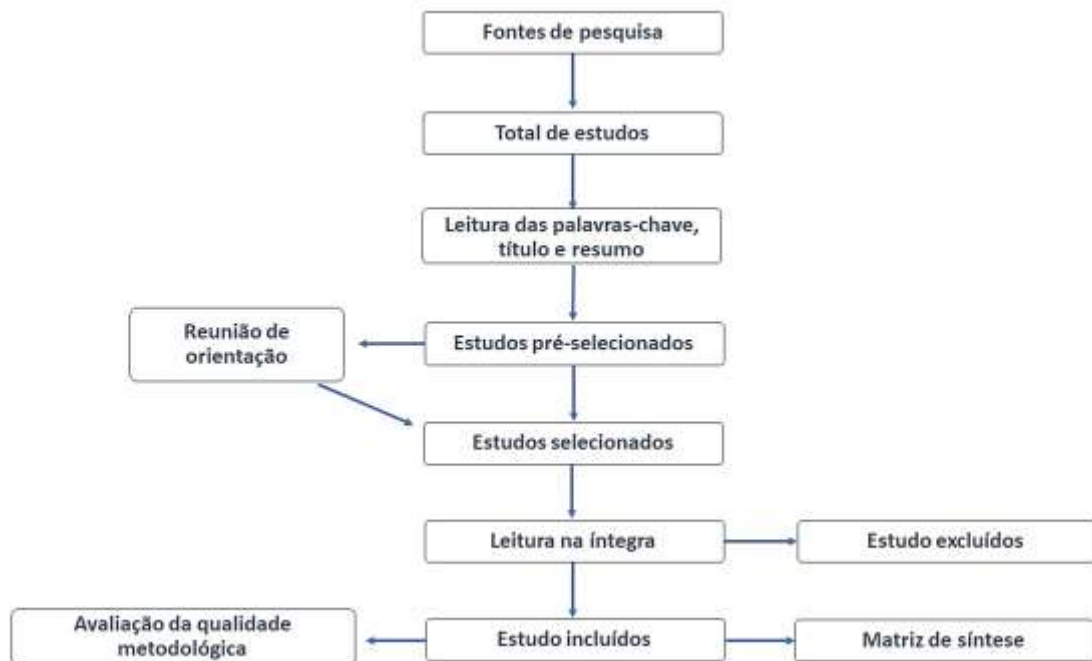 Fontes de pesquisa
Total de estudos
Leitura das palavras-chave,
título e resumo
Reunião de
orientação
Estudos pré-selecionados
Estudos selecionados
Leitura na íntegra
Estudo excluídos
Avaliação da qualidade
metodológica
Estudo incluídos
Matriz de síntese